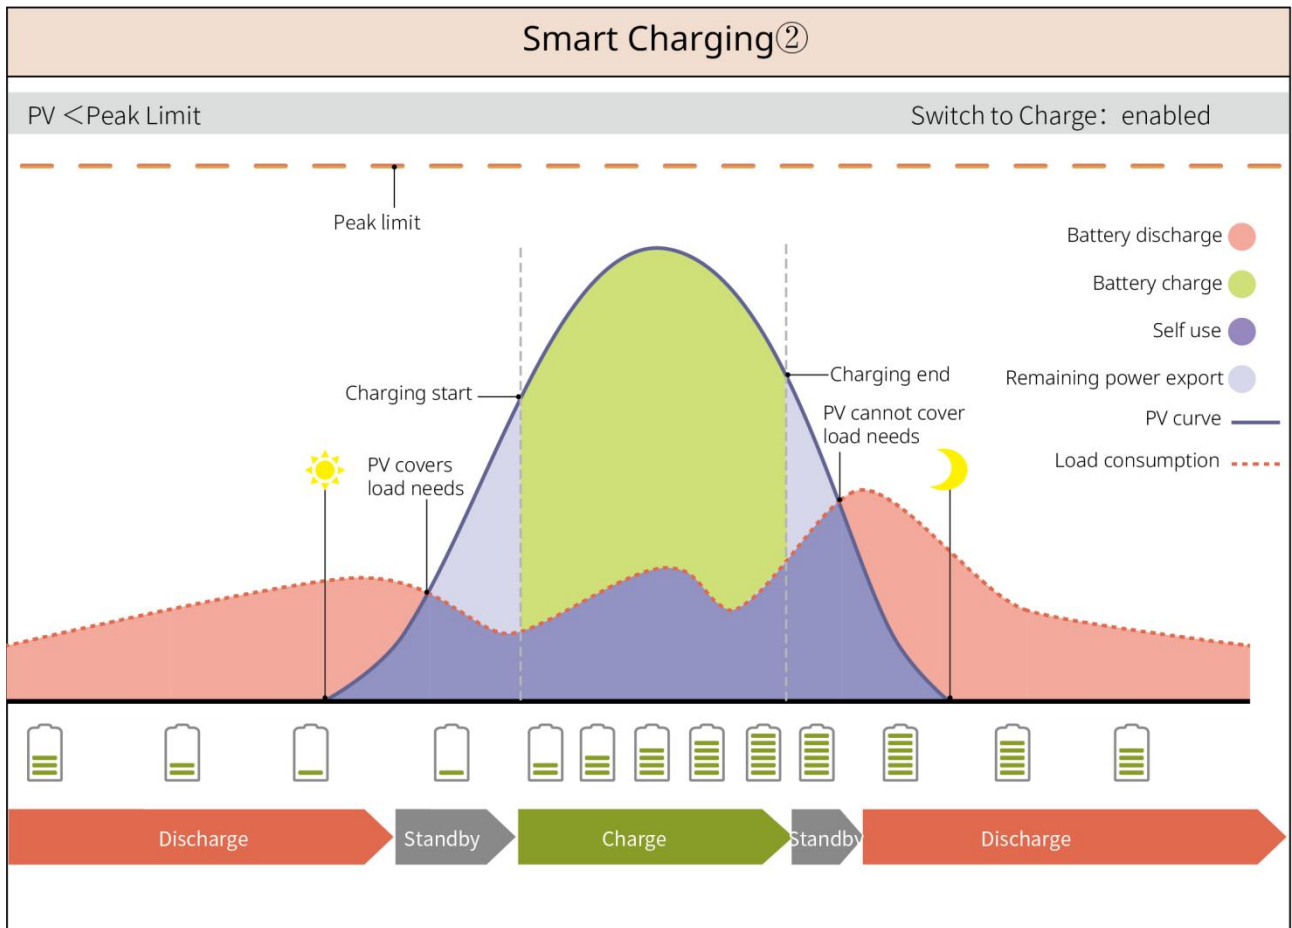 Smart Charging②
PV ＜Peak Limit
Switch to Charge：enabled
Peak limit
Battery discharge
Battery charge
Self use
Remaining power export
PV curve
Load consumption
Charging start
Charging end
PV covers
load needs
PV cannot cover
load needs
Discharge
Standby
Charge
Standby
Discharge